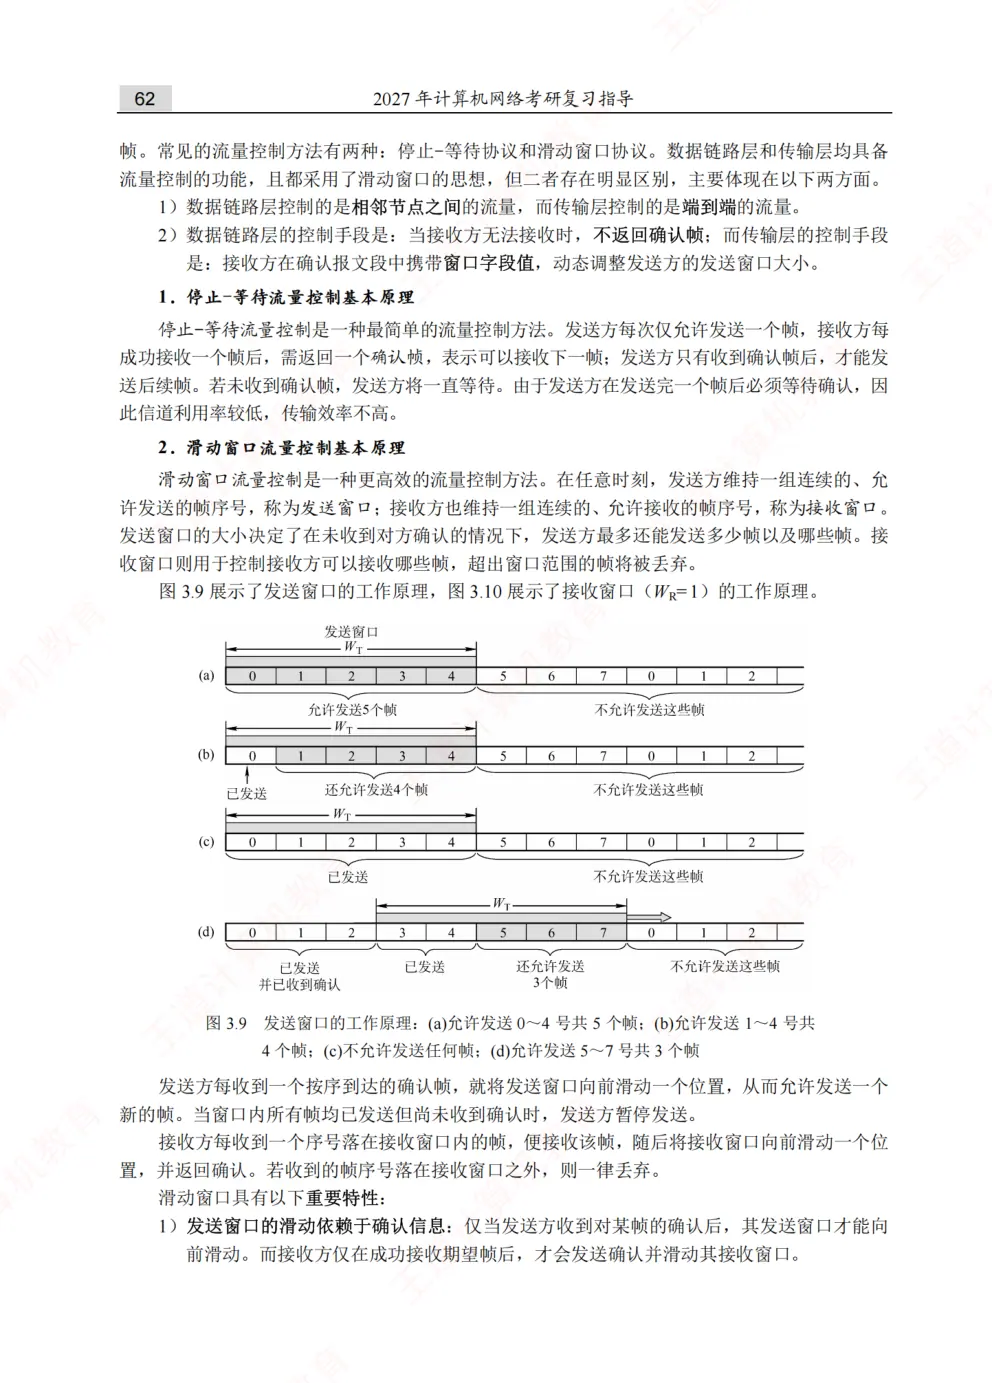 62
2027 年计算机网络考研复习指导
帧。常见的流量控制方法有两种：停止-等待协议和滑动窗口协议。数据链路层和传输层均具备
流量控制的功能，且都采用了滑动窗口的思想，但二者存在明显区别，主要体现在以下两方面。
1）数据链路层控制的是相邻节点之间的流量，而传输层控制的是端到端的流量。
2）数据链路层的控制手段是：当接收方无法接收时，不返回确认帧；而传输层的控制手段
是：接收方在确认报文段中携带窗口字段值，动态调整发送方的发送窗口大小。
1．停止-等待流量控制基本原理
停止-等待流量控制是一种最简单的流量控制方法。发送方每次仅允许发送一个帧，接收方每
成功接收一个帧后，需返回一个确认帧，表示可以接收下一帧；发送方只有收到确认帧后，才能发
送后续帧。若未收到确认帧，发送方将一直等待。由于发送方在发送完一个帧后必须等待确认，因
此信道利用率较低，传输效率不高。
2．滑动窗口流量控制基本原理
滑动窗口流量控制是一种更高效的流量控制方法。在任意时刻，发送方维持一组连续的、允
许发送的帧序号，称为发送窗口；接收方也维持一组连续的、允许接收的帧序号，称为接收窗口。
发送窗口的大小决定了在未收到对方确认的情况下，发送方最多还能发送多少帧以及哪些帧。接
收窗口则用于控制接收方可以接收哪些帧，超出窗口范围的帧将被丢弃。
图 3.9 展示了发送窗口的工作原理，图 3.10 展示了接收窗口（WR=1）的工作原理。
发送窗口
WT
(a) 0 1 2 3 4 5 6 7 0 1 2
允许发送5个帧 不允许发送这些帧
WT
(b) 0 1 2 3 4 5 6 7 0 1 2
已发送 还允许发送4个帧 不允许发送这些帧
WT
(c) 0 1 2 3 4 5 6 7 0 1 2
已发送 不允许发送这些帧
WT
(d) 0 1 2 3 4 5 6 7 0 1 2
已发送 已发送 还允许发送 不允许发送这些帧
并已收到确认 3个帧
图 3.9 发送窗口的工作原理：(a)允许发送 0～4 号共 5 个帧；(b)允许发送 1～4 号共
4 个帧；(c)不允许发送任何帧；(d)允许发送 5～7 号共 3 个帧
发送方每收到一个按序到达的确认帧，就将发送窗口向前滑动一个位置，从而允许发送一个
新的帧。当窗口内所有帧均已发送但尚未收到确认时，发送方暂停发送。
接收方每收到一个序号落在接收窗口内的帧，便接收该帧，随后将接收窗口向前滑动一个位
置，并返回确认。若收到的帧序号落在接收窗口之外，则一律丢弃。
滑动窗口具有以下重要特性：
1）发送窗口的滑动依赖于确认信息：仅当发送方收到对某帧的确认后，其发送窗口才能向
前滑动。而接收方仅在成功接收期望帧后，才会发送确认并滑动其接收窗口。
王道计算机教育